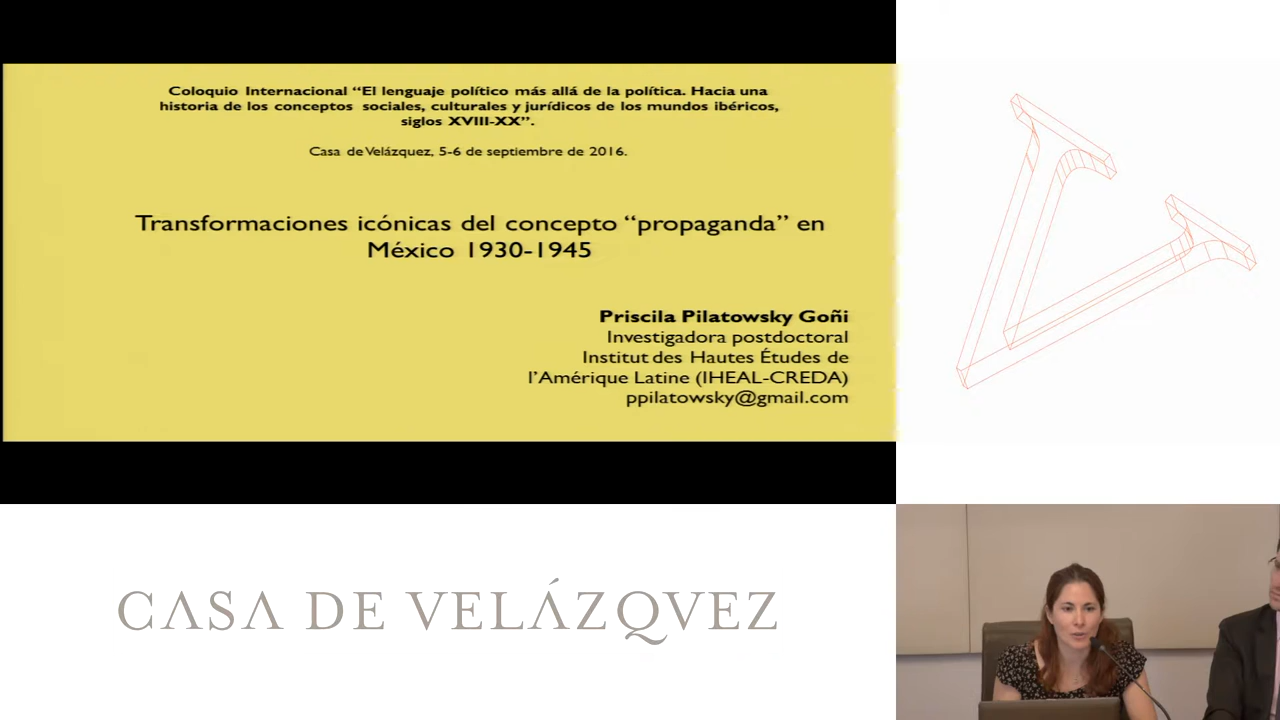 Coloquio Internacional “El lenguaje político más allá de la política. Hacia una
historia de los conceptos sociales, culturales y jurídicos de los mundos ibéricos,
siglos XVIII-XX”.
Casa de Velázquez, 5-6 de septiembre de 2016.
Transformaciones icónicas del concepto “propaganda” en
México 1930-1945
Priscila Pilatowsky Goñi
Investigadora postdoctoral
Institut des Hautes Études de
l’Amérique Latine (IHEAL-CREDA)
ppilatowsky@gmail.com
CASA DE VELÁZQVEZ